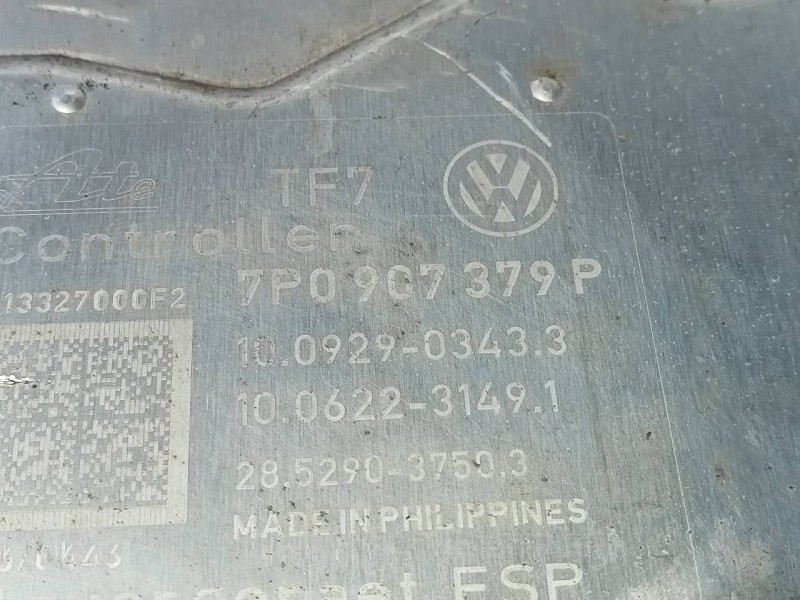 Ate
TF7
Controller
7P0 907 379 P
13327000F2
10.0929-0343.3
10.0622-3149.1
28.5290-3750.3
MADE IN PHILIPPINES
ESP